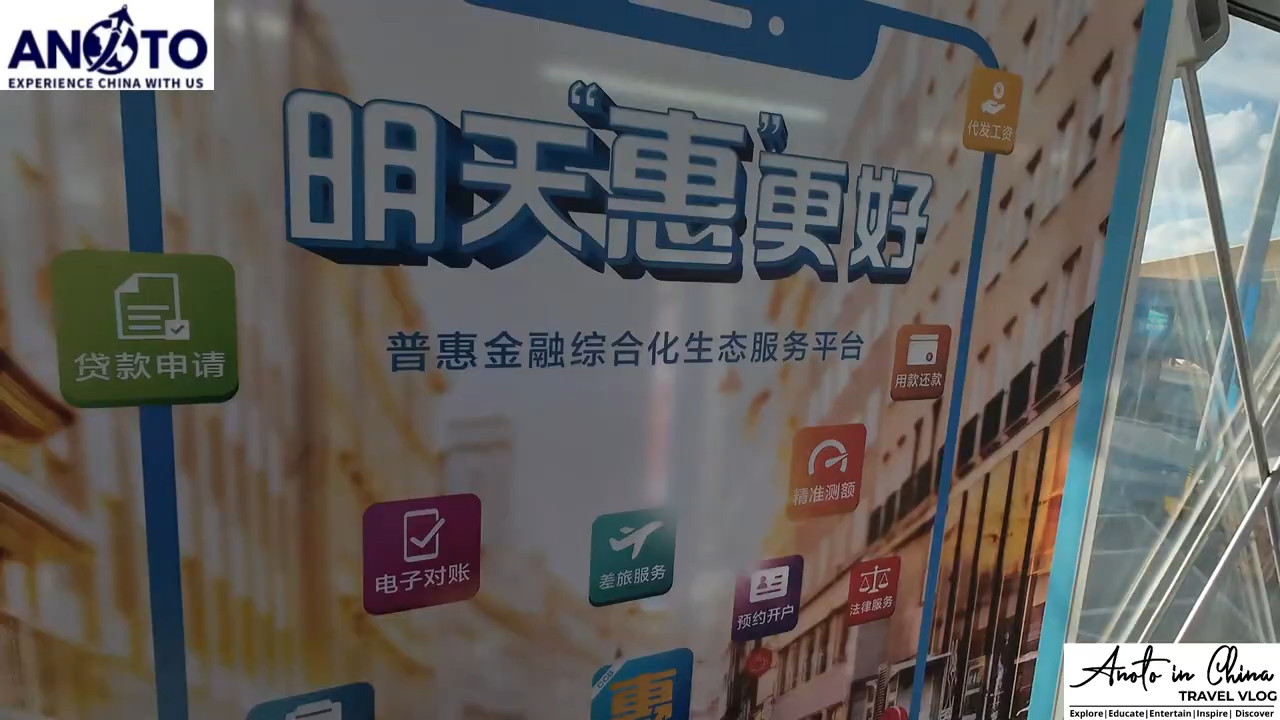 ANOTO
EXPERIENCE CHINA WITH US
明天“惠”更好
代发工资
普惠金融综合化生态服务平台
贷款申请
用款还款
精准测额
电子对账
差旅服务
预约开户
法律服务
CCB
惠
Anoto in China
TRAVEL VLOG
Explore|Educate|Entertain|Inspire| Discover